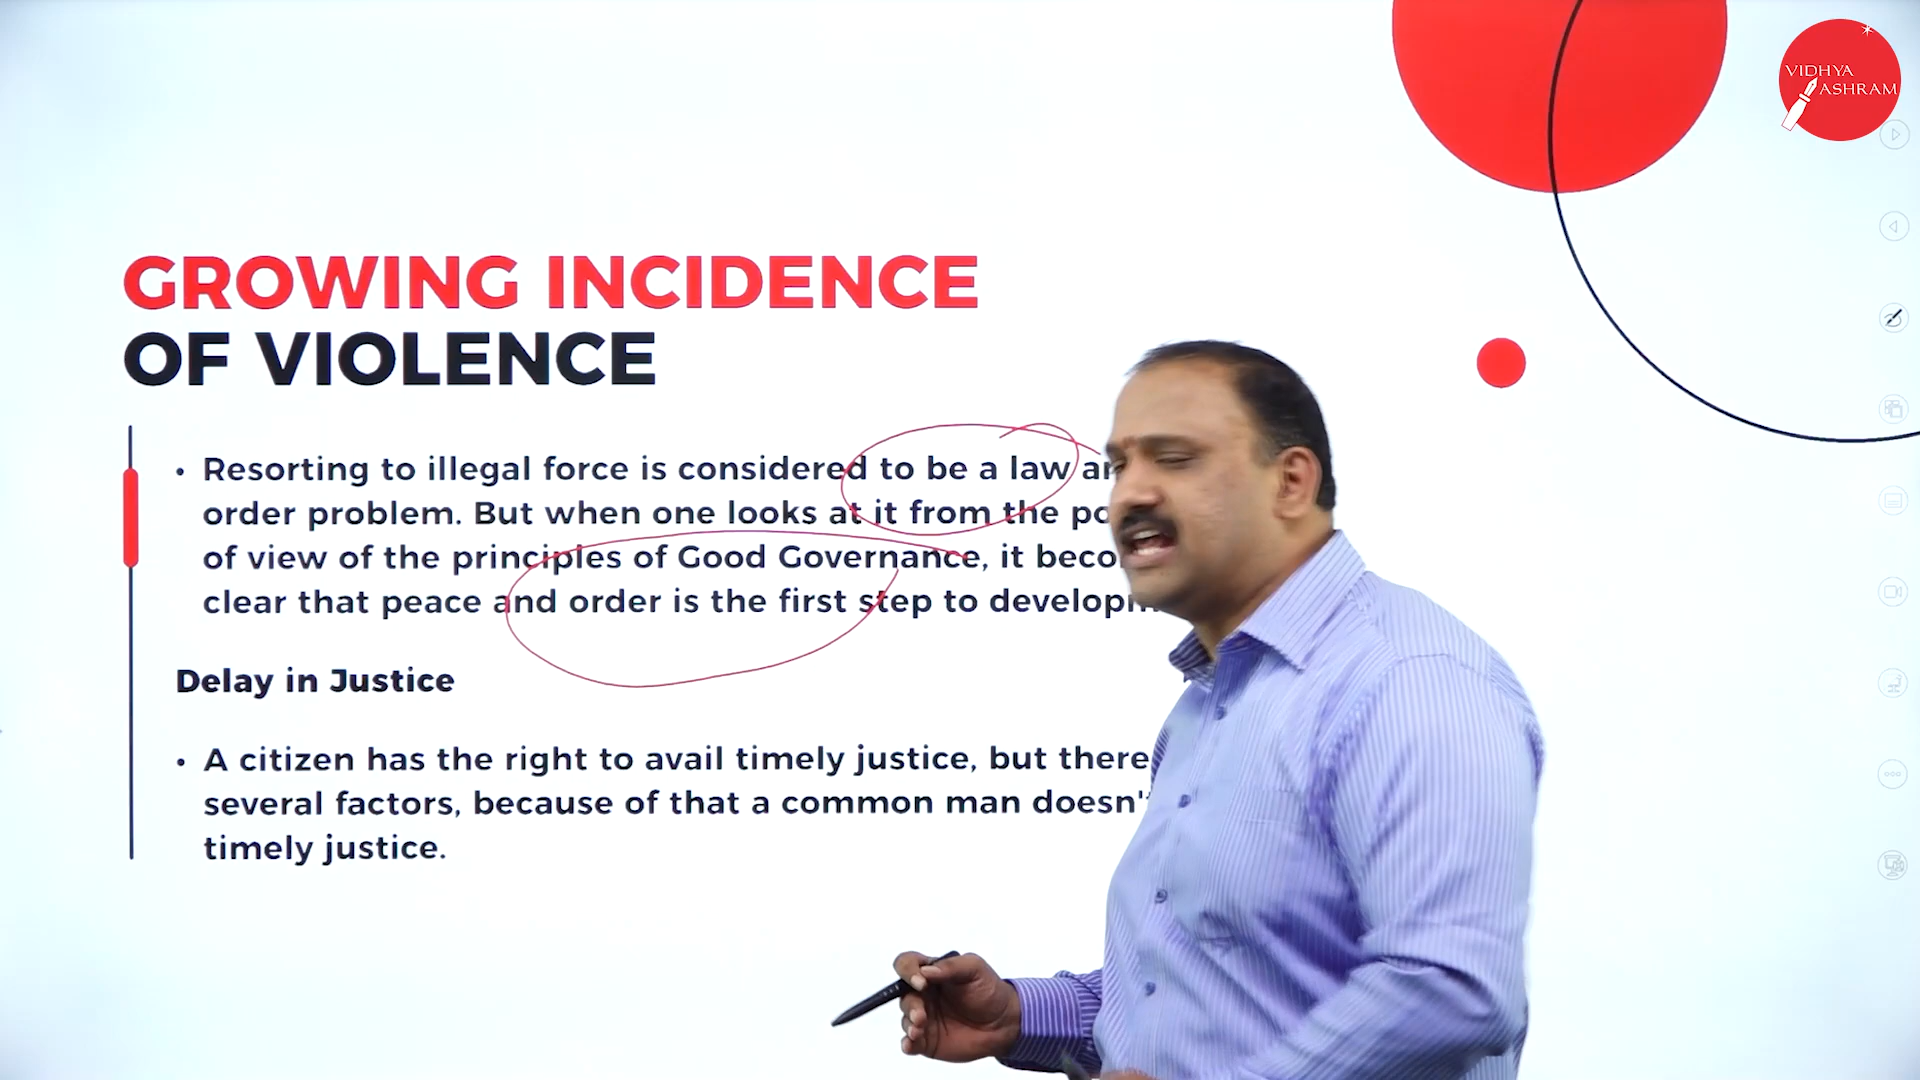 VIDHYA
ASHRAM
GROWING INCIDENCE
OF VIOLENCE
• Resorting to illegal force is considered to be a law
order problem. But when one looks at it from the
of view of the principles of Good Governance, it
clear that peace and order is the first step to
Delay in Justice
• A citizen has the right to avail timely justice, but there
several factors, because of that a common man
timely justice.